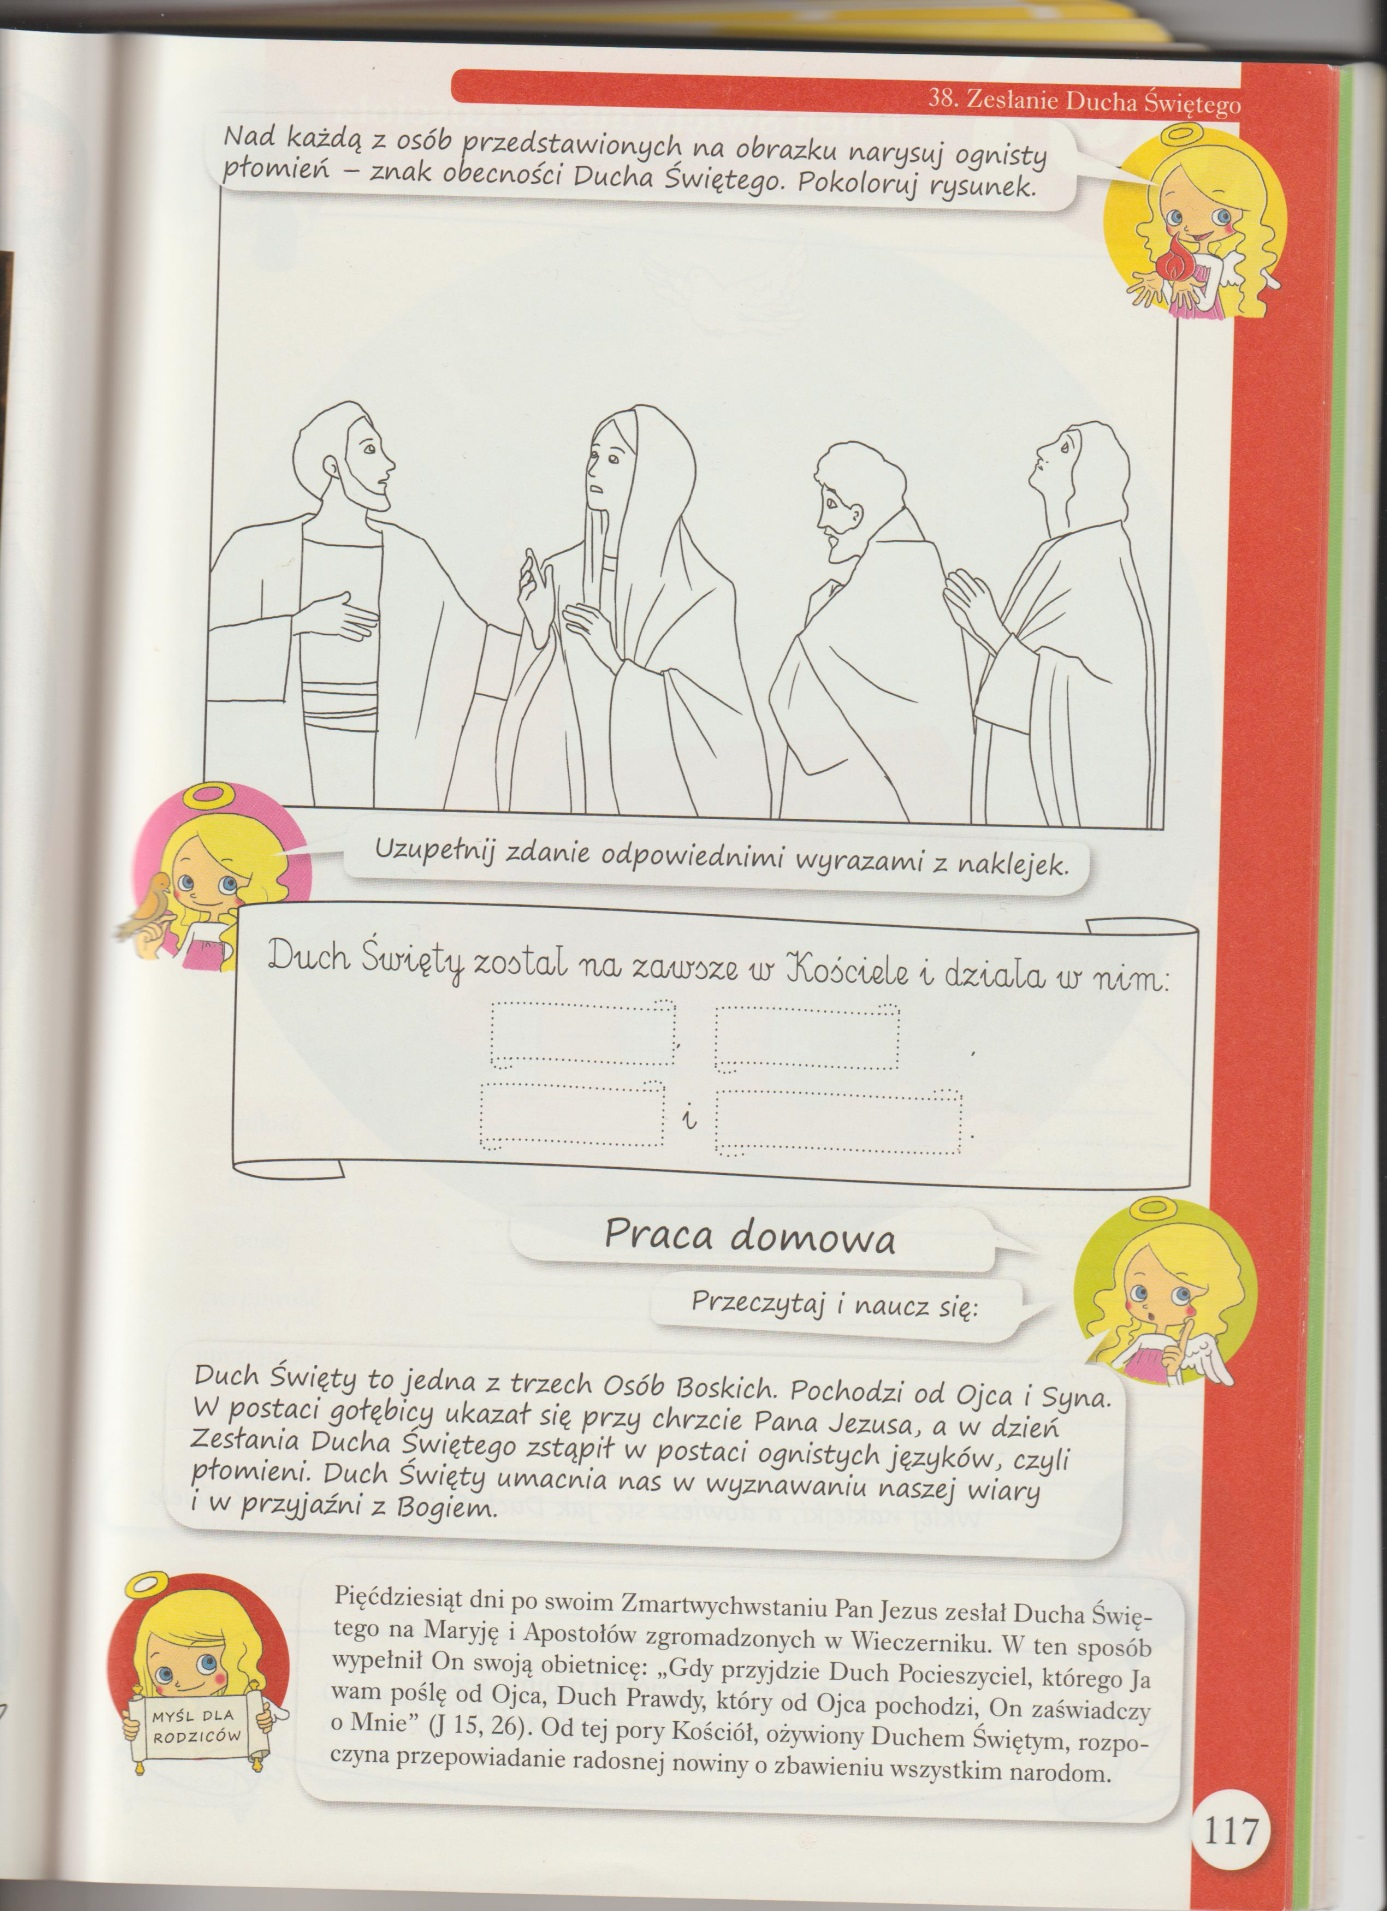 38. Zesłanie Ducha Świętego
Nad każdą z osób przedstawionych na obrazku narysuj ognisty
płomień – znak obecności Ducha Świętego. Pokoloruj rysunek.
Uzupełnij zdanie odpowiednimi wyrazami z naklejek.
Duch Święty został na zawsze w Kościele i działa w nim:
, ,
i .
Praca domowa
Przeczytaj i naucz się:
Duch Święty to jedna z trzech Osób Boskich. Pochodzi od Ojca i Syna.
W postaci gołębicy ukazał się przy chrzcie Pana Jezusa, a w dzień
Zesłania Ducha Świętego zstąpił w postaci ognistych języków, czyli
płomieni. Duch Święty umacnia nas w wyznawaniu naszej wiary
i w przyjaźni z Bogiem.
MYŚL DLA
RODZICÓW
Pięćdziesiąt dni po swoim Zmartwychwstaniu Pan Jezus zesłał Ducha Świę-
tego na Maryję i Apostołów zgromadzonych w Wieczerniku. W ten sposób
wypełnił On swoją obietnicę: „Gdy przyjdzie Duch Pocieszyciel, którego Ja
wam poślę od Ojca, Duch Prawdy, który od Ojca pochodzi, On zaświadczy
o Mnie” (J 15, 26). Od tej pory Kościół, ożywiony Duchem Świętym, rozpo-
czyna przepowiadanie radosnej nowiny o zbawieniu wszystkim narodom.
117